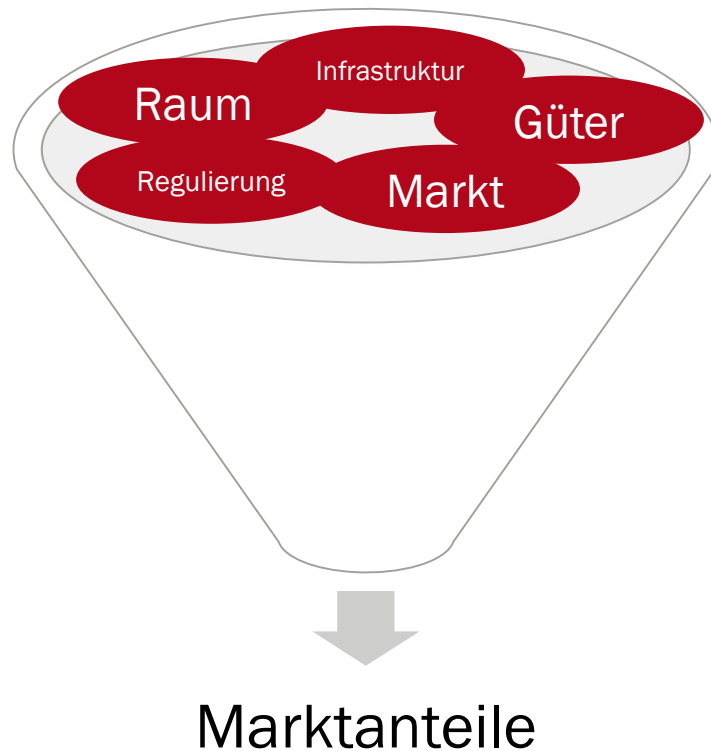 Infrastruktur
Raum
Güter
Regulierung
Markt
Marktanteile